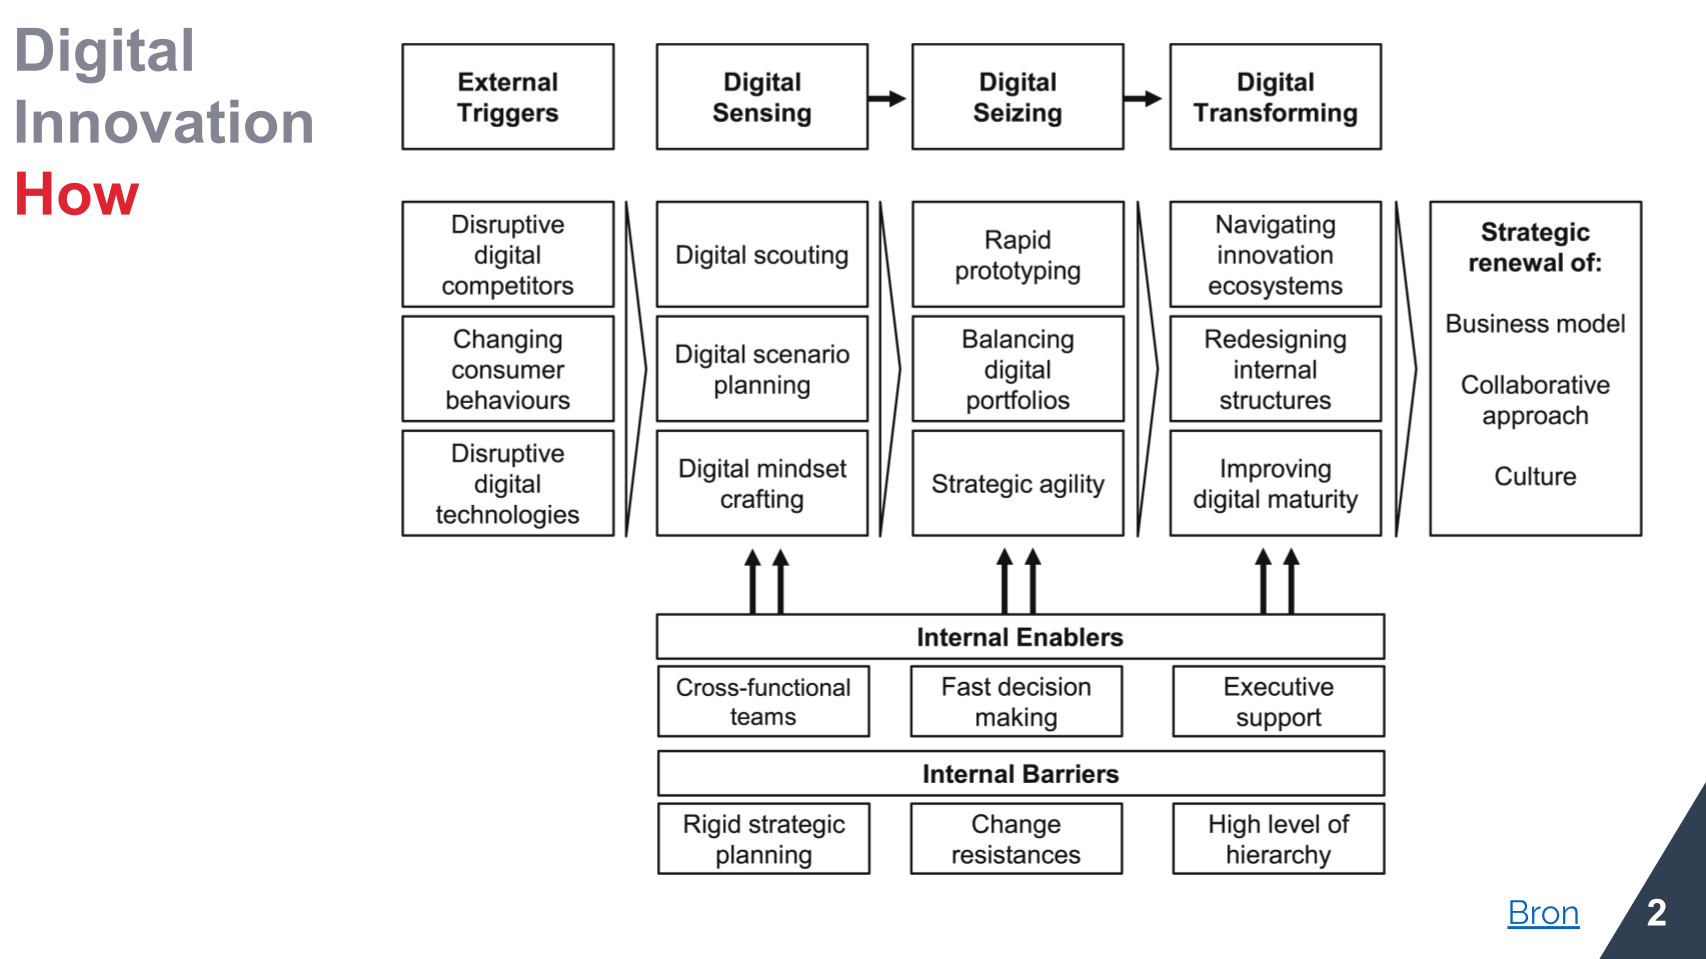 Digital
Innovation
How
External
Triggers
Digital
Sensing
Digital
Seizing
Digital
Transforming
Disruptive
digital
competitors
Changing
consumer
behaviours
Disruptive
digital
technologies
Digital scouting
Digital scenario
planning
Digital mindset
crafting
Rapid
prototyping
Balancing
digital
portfolios
Strategic agility
Navigating
innovation
ecosystems
Redesigning
internal
structures
Improving
digital maturity
Strategic
renewal of:
Business model
Collaborative
approach
Culture
Internal Enablers
Cross-functional
teams
Fast decision
making
Executive
support
Internal Barriers
Rigid strategic
planning
Change
resistances
High level of
hierarchy
Bron
2